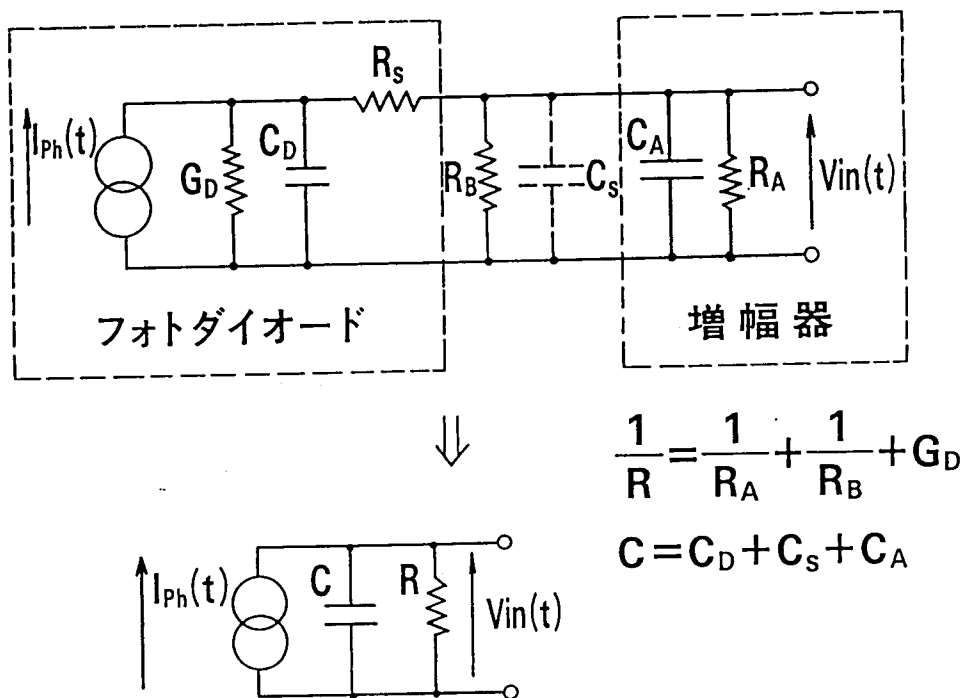 I_Ph(t)
G_D
C_D
R_s
R_B
C_s
C_A
R_A
Vin(t)
フォトダイオード
増幅器
⇓
1/R = 1/R_A + 1/R_B + G_D
C = C_D + C_s + C_A
I_Ph(t)
C
R
Vin(t)